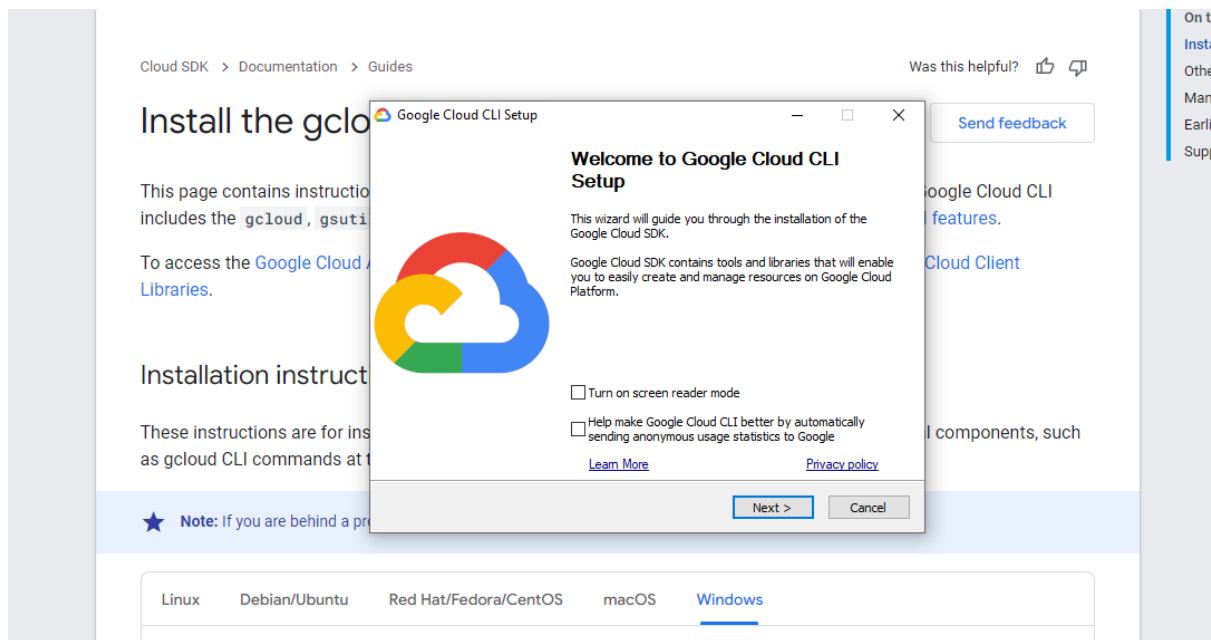 Cloud SDK > Documentation > Guides
Was this helpful?
Install the gclo
Send feedback
This page contains instructio
oogle Cloud CLI
includes the gcloud, gsuti
features.
To access the Google Cloud
Cloud Client
Libraries.
Installation instruct
These instructions are for ins
components, such
as gcloud CLI commands at t
Note: If you are behind a pr
Linux Debian/Ubuntu Red Hat/Fedora/CentOS macOS Windows
Google Cloud CLI Setup
Welcome to Google Cloud CLI
Setup
This wizard will guide you through the installation of the
Google Cloud SDK.
Google Cloud SDK contains tools and libraries that will enable
you to easily create and manage resources on Google Cloud
Platform.
Turn on screen reader mode
Help make Google Cloud CLI better by automatically
sending anonymous usage statistics to Google
Learn More Privacy policy
Next > Cancel
On t
Insta
Othe
Man
Earli
Supp